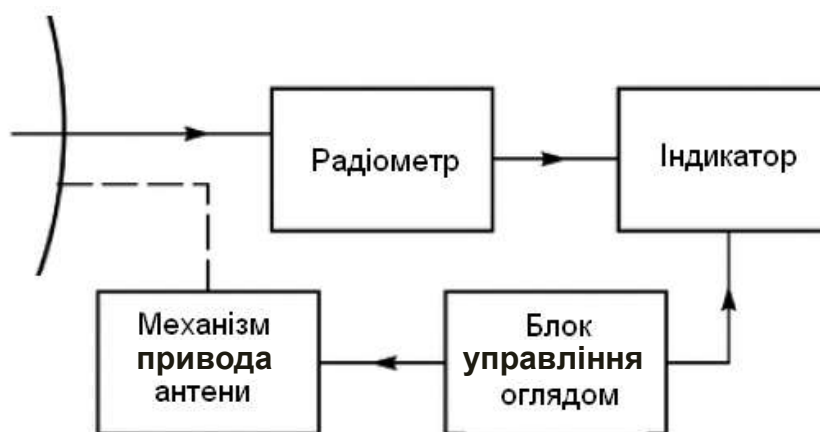 Радіометр
Індикатор
Механізм
привода
антени
Блок
управління
оглядом